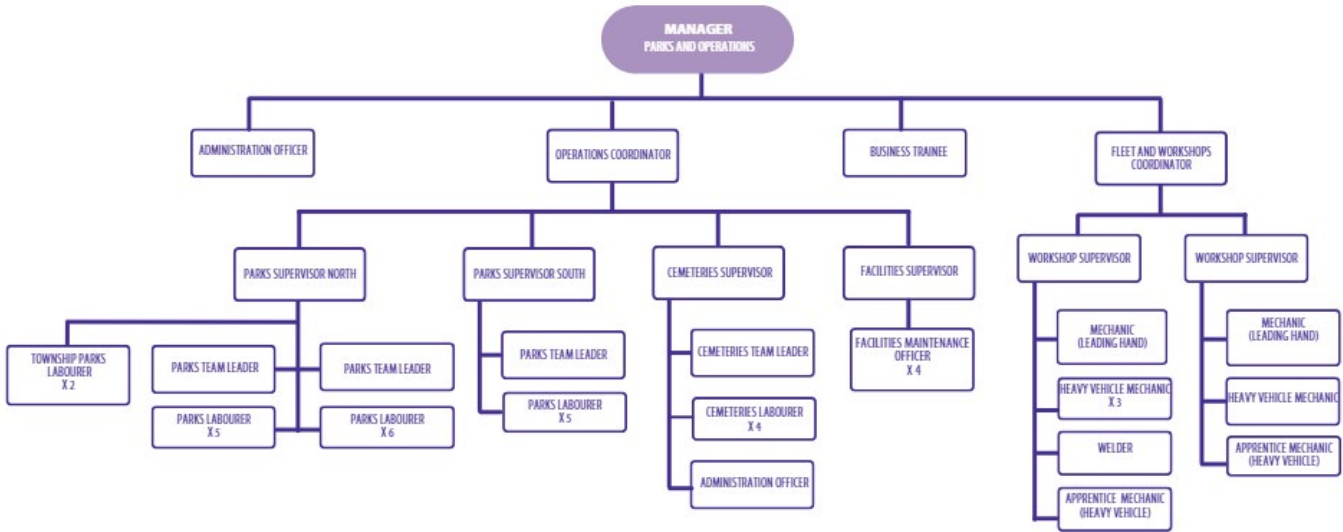 MANAGER
PARKS AND OPERATIONS
ADMINISTRATION OFFICER
OPERATIONS COORDINATOR
BUSINESS TRAINEE
FLEET AND WORKSHOPS
COORDINATOR
PARKS SUPERVISOR NORTH
PARKS SUPERVISOR SOUTH
CEMETERIES SUPERVISOR
FACILITIES SUPERVISOR
WORKSHOP SUPERVISOR
WORKSHOP SUPERVISOR
TOWNSHIP PARKS
LABOURER
X 2
PARKS TEAM LEADER
PARKS TEAM LEADER
PARKS LABOURER
X 5
PARKS LABOURER
X 6
PARKS TEAM LEADER
PARKS LABOURER
X 5
CEMETERIES TEAM LEADER
CEMETERIES LABOURER
X 4
ADMINISTRATION OFFICER
FACILITIES MAINTENANCE
OFFICER
X 4
MECHANIC
(LEADING HAND)
HEAVY VEHICLE MECHANIC
X 3
WELDER
APPRENTICE MECHANIC
(HEAVY VEHICLE)
MECHANIC
(LEADING HAND)
HEAVY VEHICLE MECHANIC
APPRENTICE MECHANIC
(HEAVY VEHICLE)